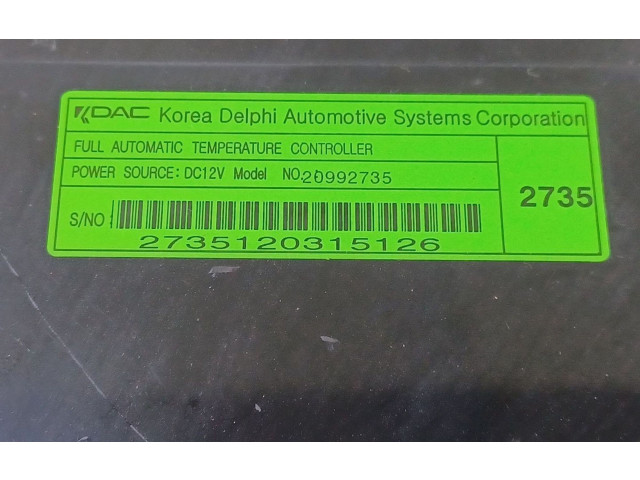 KDAC Korea Delphi Automotive Systems Corporation
FULL AUTOMATIC TEMPERATURE CONTROLLER
POWER SOURCE: DC12V Model NO.: 20992735
2735
S/NO :
2735120315126